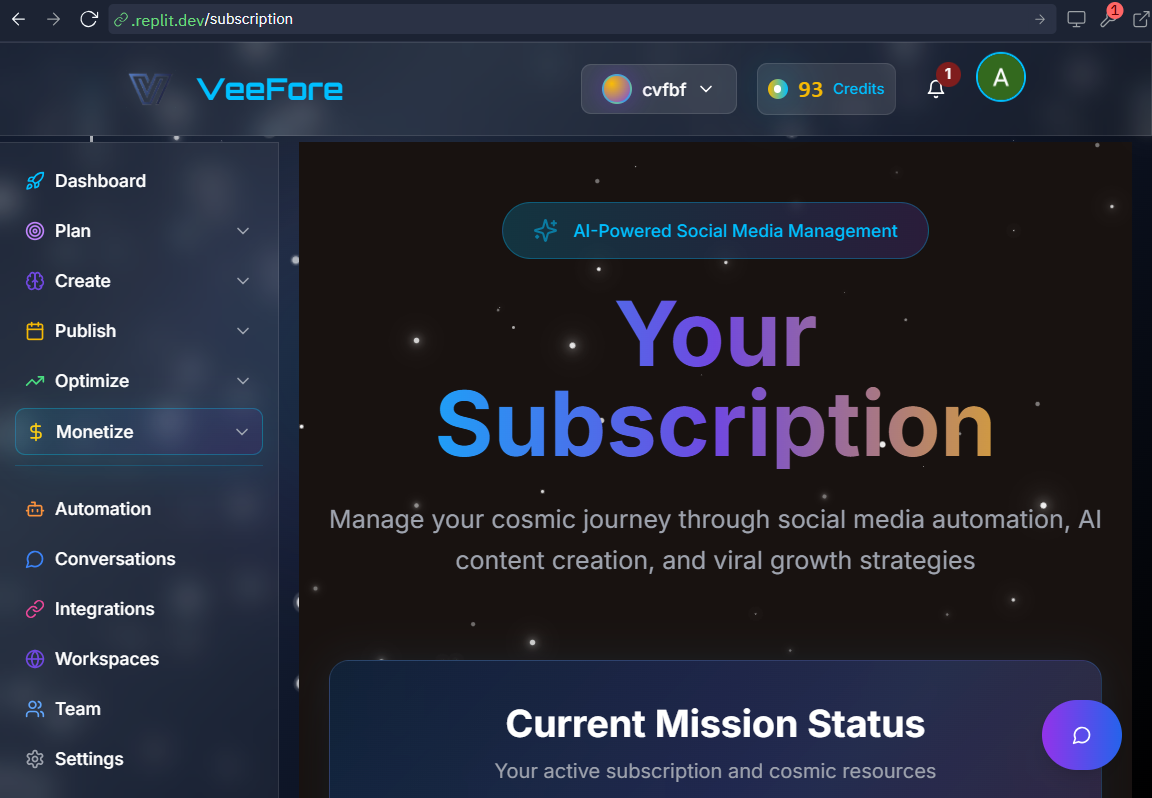 .replit.dev/subscription
1
VeeFore
cvfbf
93 Credits
1
A
Dashboard
Plan
Create
Publish
Optimize
Monetize
Automation
Conversations
Integrations
Workspaces
Team
Settings
AI-Powered Social Media Management
Your
Subscription
Manage your cosmic journey through social media automation, AI
content creation, and viral growth strategies
Current Mission Status
Your active subscription and cosmic resources